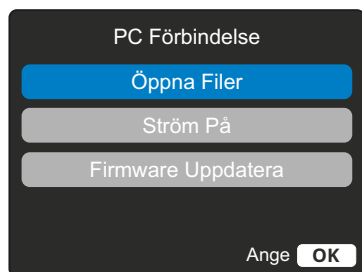 PC Förbindelse
Öppna Filer
Ström På
Firmware Uppdatera
Ange OK